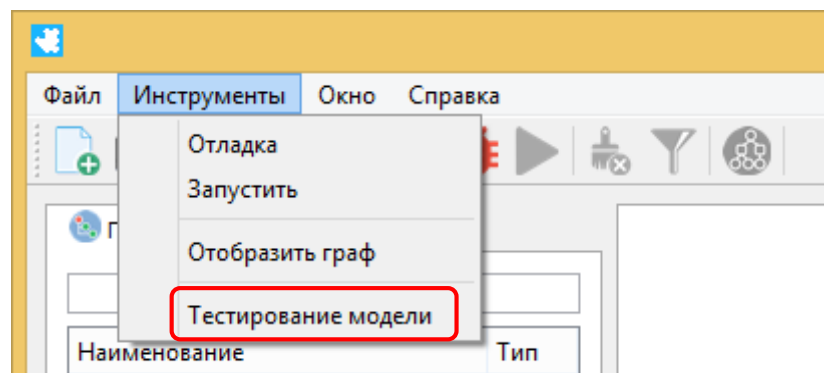 Файл Инструменты Окно Справка
Отладка
Запустить
Отобразить граф
Тестирование модели
Наименование Тип